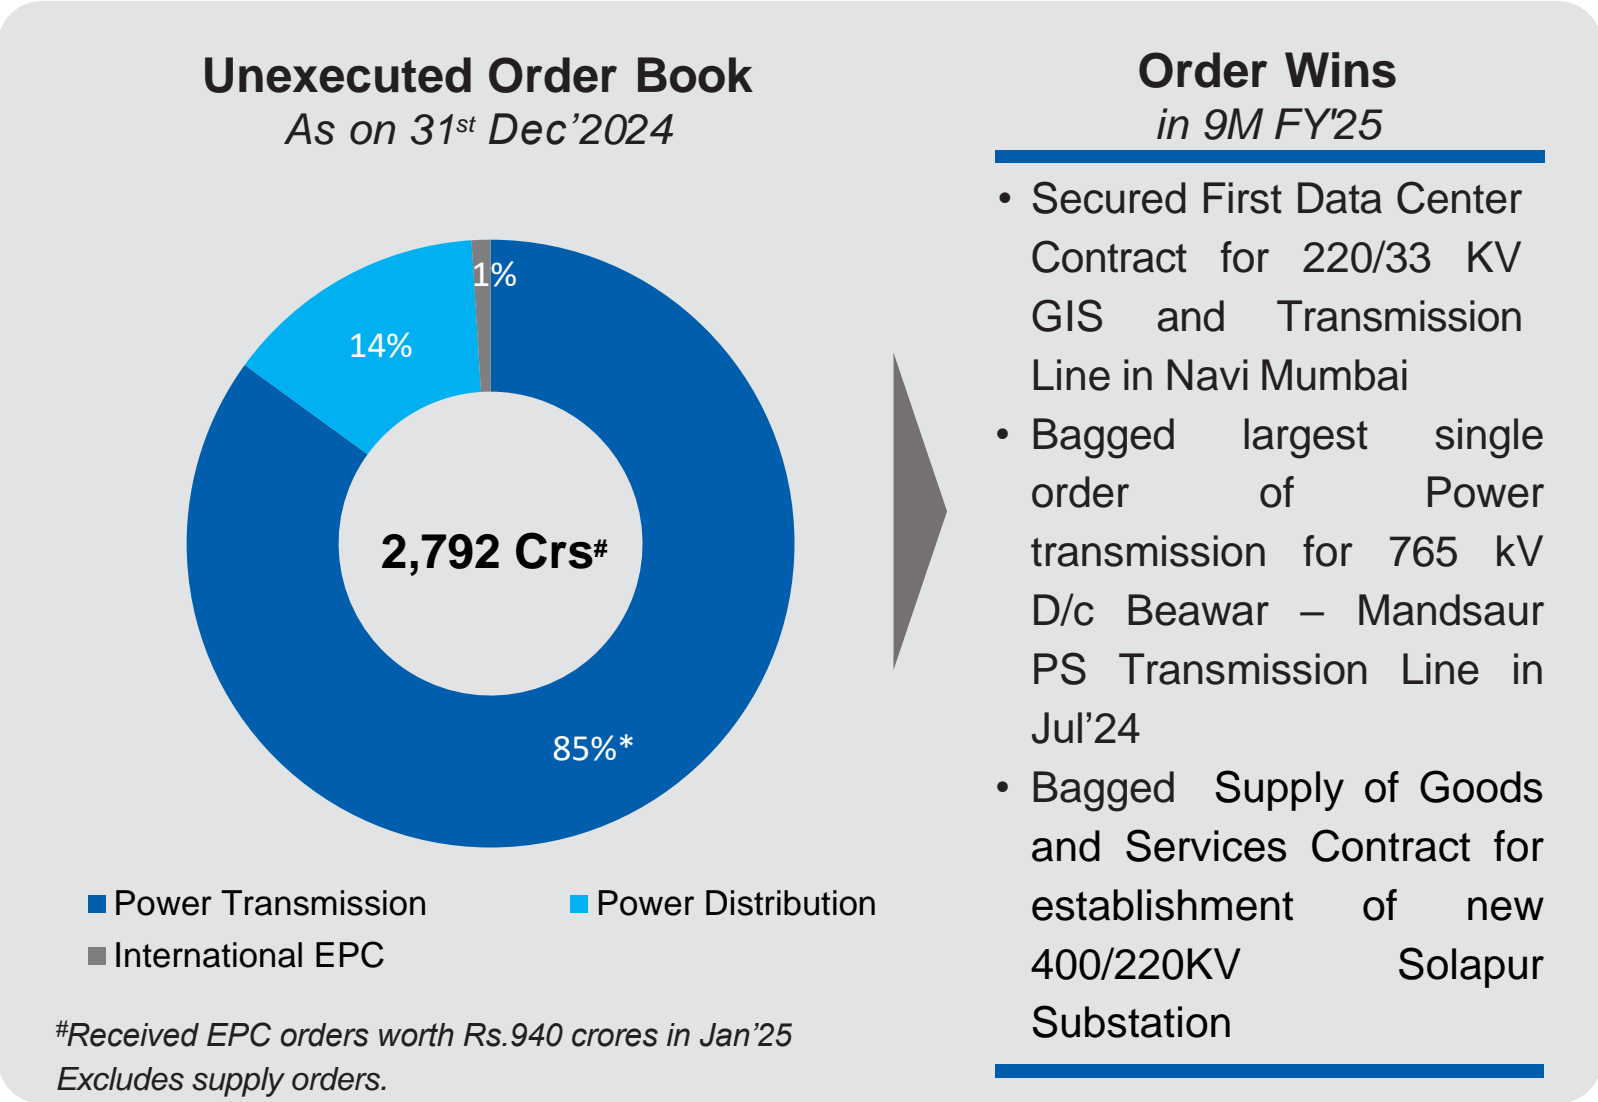 Unexecuted Order Book
As on 31st Dec’2024
1%
14%
2,792 Crs#
85%*
Power Transmission
Power Distribution
International EPC
#Received EPC orders worth Rs.940 crores in Jan’25
Excludes supply orders.
Order Wins
in 9M FY'25
• Secured First Data Center
Contract for 220/33 KV
GIS and Transmission
Line in Navi Mumbai
• Bagged largest single
order of Power
transmission for 765 kV
D/c Beawar – Mandsaur
PS Transmission Line in
Jul’24
• Bagged Supply of Goods
and Services Contract for
establishment of new
400/220KV Solapur
Substation